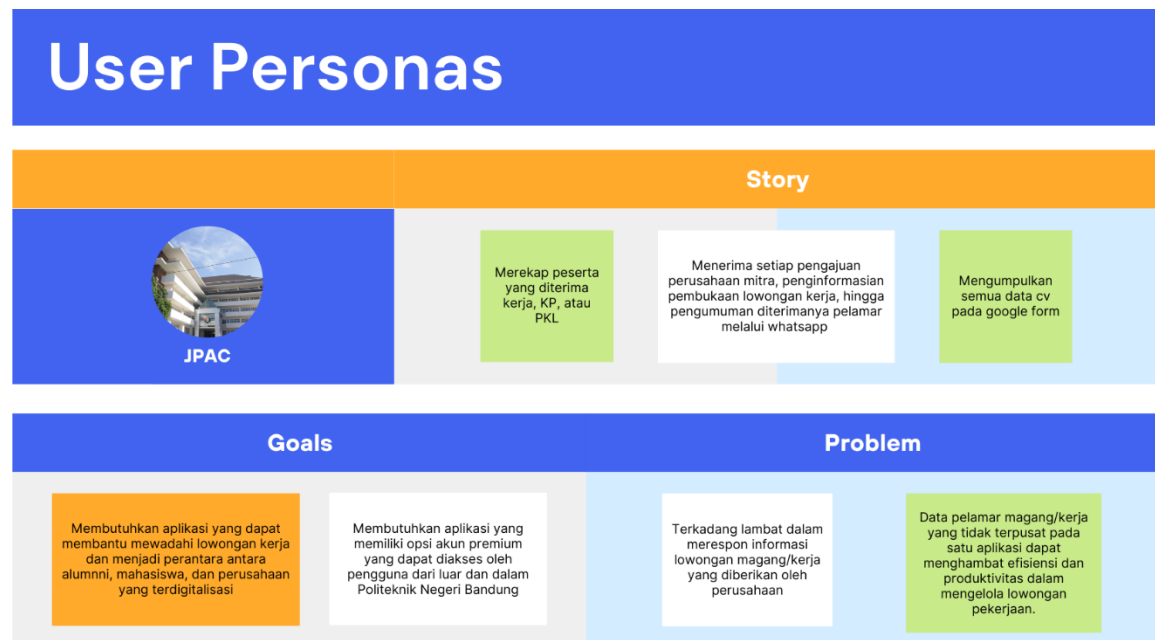 User Personas
Story
JPAC
Merekap peserta
yang diterima
kerja, KP, atau
PKL
Menerima setiap pengajuan
perusahaan mitra, penginformasian
pembukaan lowongan kerja, hingga
pengumuman diterimanya pelamar
melalui whatsapp
Mengumpulkan
semua data cv
pada google form
Goals
Problem
Membutuhkan aplikasi yang dapat
membantu mewadahi lowongan kerja
dan menjadi perantara antara
alumnni, mahasiswa, dan perusahaan
yang terdigitalisasi
Membutuhkan aplikasi yang
memiliki opsi akun premium
yang dapat diakses oleh
pengguna dari luar dan dalam
Politeknik Negeri Bandung
Terkadang lambat dalam
merespon informasi
lowongan magang/kerja
yang diberikan oleh
perusahaan
Data pelamar magang/kerja
yang tidak terpusat pada
satu aplikasi dapat
menghambat efisiensi dan
produktivitas dalam
mengelola lowongan
pekerjaan.